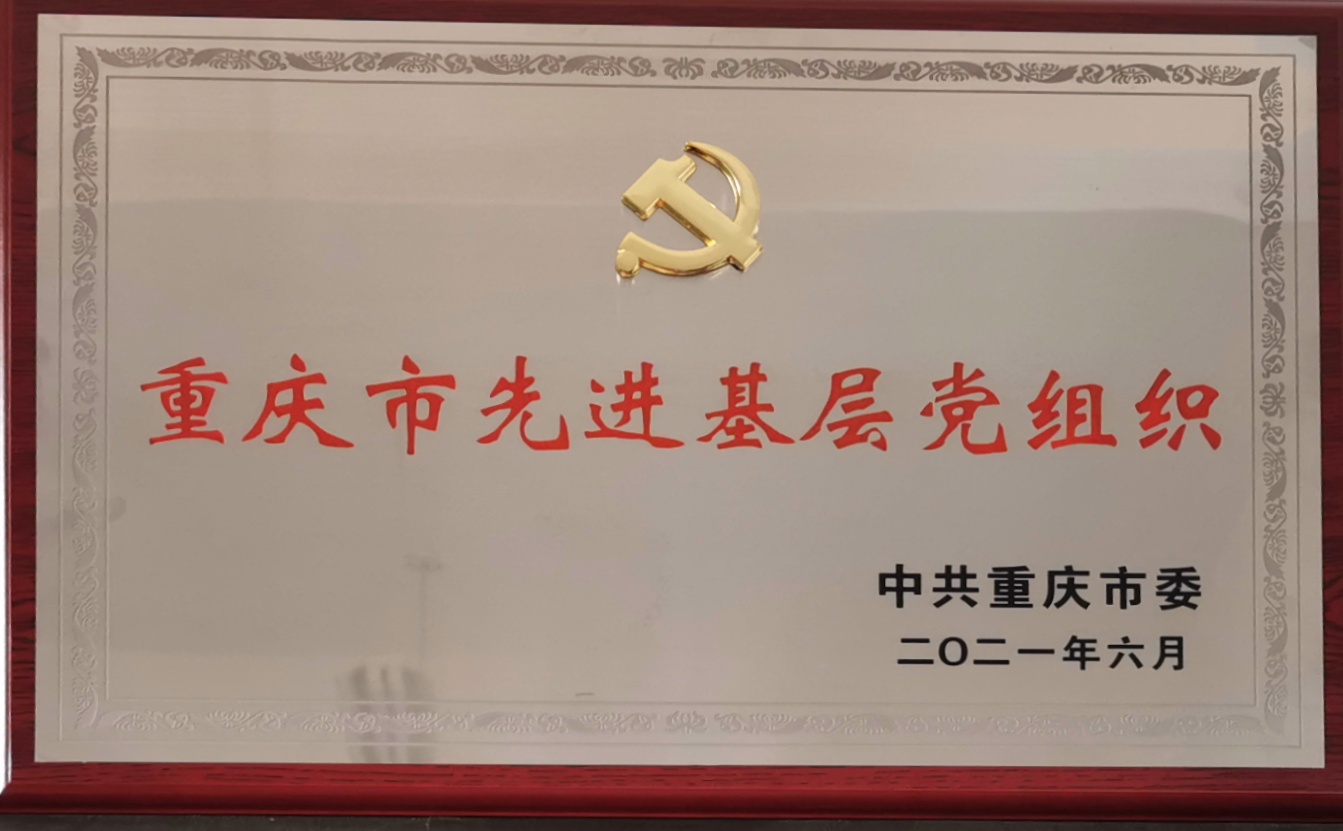 重庆市先进基层党组织
中共重庆市委
二〇二一年六月